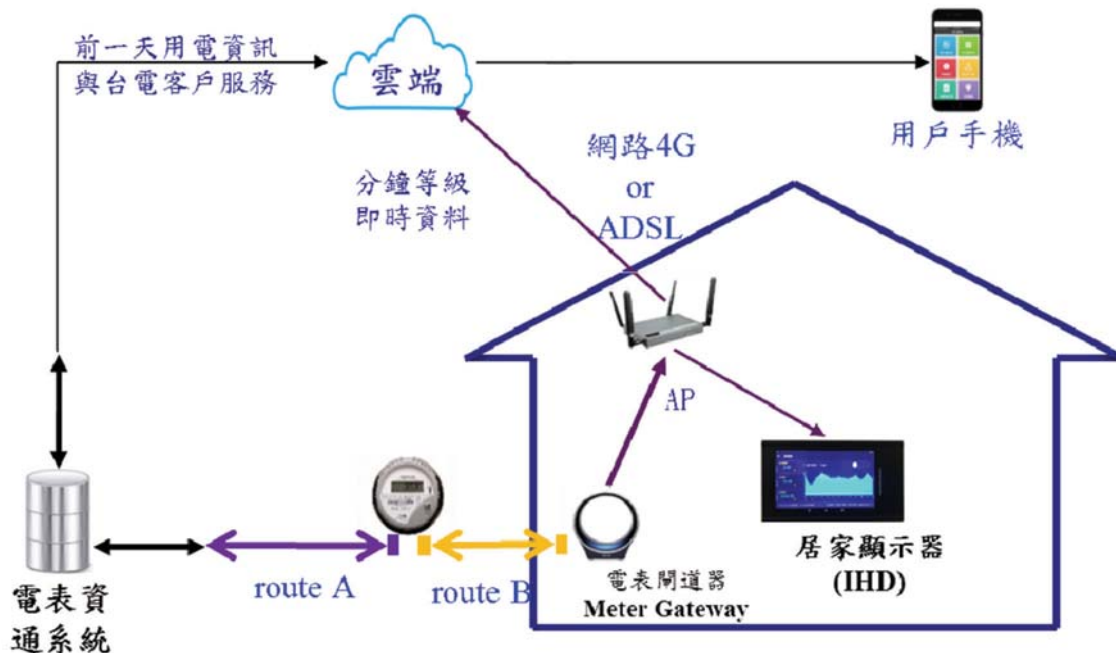 前一天用電資訊
與台電客戶服務
雲端
用戶手機
網路4G
or
ADSL
分鐘等級
即時資料
AP
route A
route B
電表資
通系統
電表閘道器
Meter Gateway
居家顯示器
(IHD)